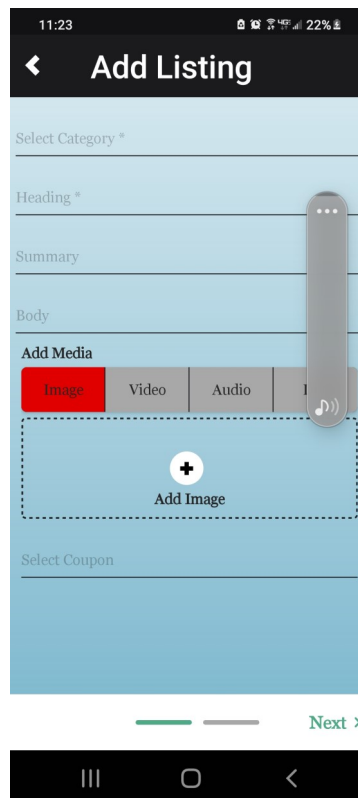 11:23 22%
Add Listing
Select Category *
Heading *
Summary
Body
Add Media
Image Video Audio
Add Image
Select Coupon
Next